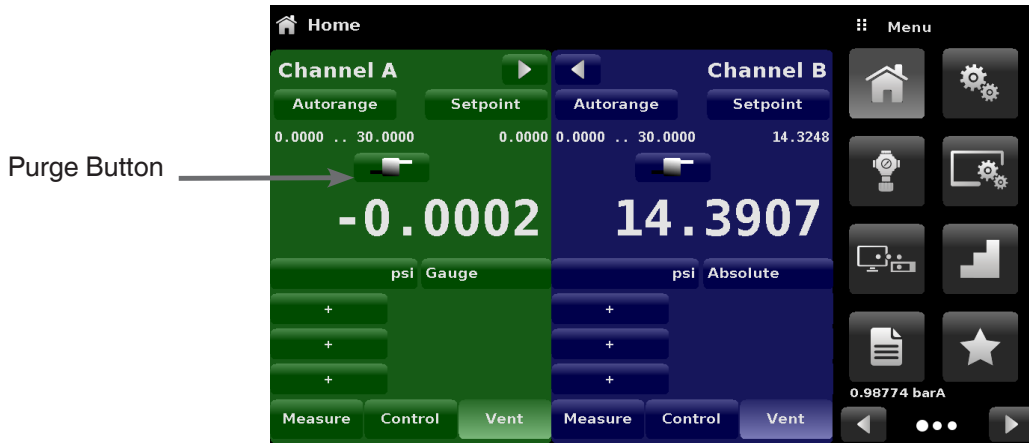 Home
Menu
Channel A
Channel B
Autorange Setpoint
Autorange Setpoint
0.0000 .. 30.0000 0.0000
0.0000 .. 30.0000 14.3248
Purge Button
-0.0002
14.3907
psi Gauge
psi Absolute
+
+
+
+
+
+
0.98774 barA
Measure Control Vent
Measure Control Vent